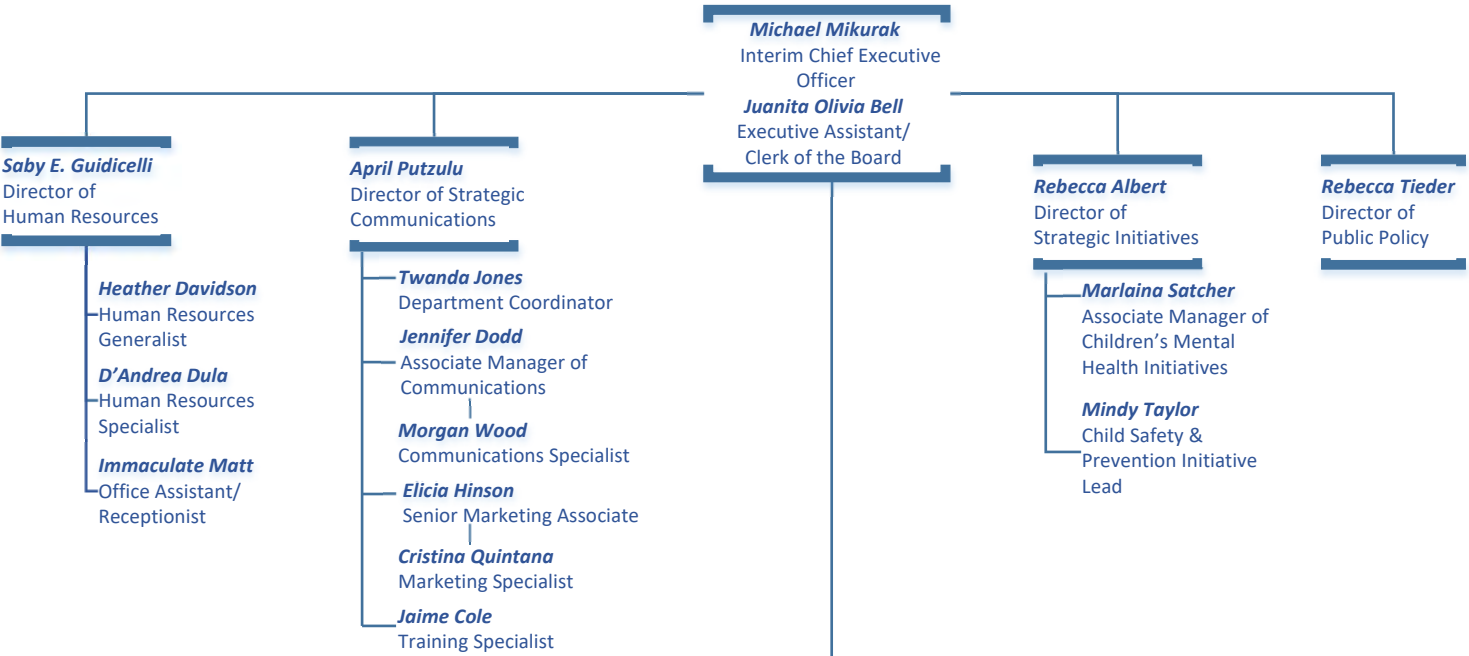 Michael Mikurak
Interim Chief Executive
Officer
Juanita Olivia Bell
Executive Assistant/
Clerk of the Board
Saby E. Guidicelli
Director of
Human Resources
Heather Davidson
Human Resources
Generalist
D'Andrea Dula
Human Resources
Specialist
Immaculate Matt
Office Assistant/
Receptionist
April Putzulu
Director of Strategic
Communications
Twanda Jones
Department Coordinator
Jennifer Dodd
Associate Manager of
Communications
Morgan Wood
Communications Specialist
Elicia Hinson
Senior Marketing Associate
Cristina Quintana
Marketing Specialist
Jaime Cole
Training Specialist
Rebecca Albert
Director of
Strategic Initiatives
Marlaina Satcher
Associate Manager of
Children’s Mental
Health Initiatives
Mindy Taylor
Child Safety &
Prevention Initiative
Lead
Rebecca Tieder
Director of
Public Policy